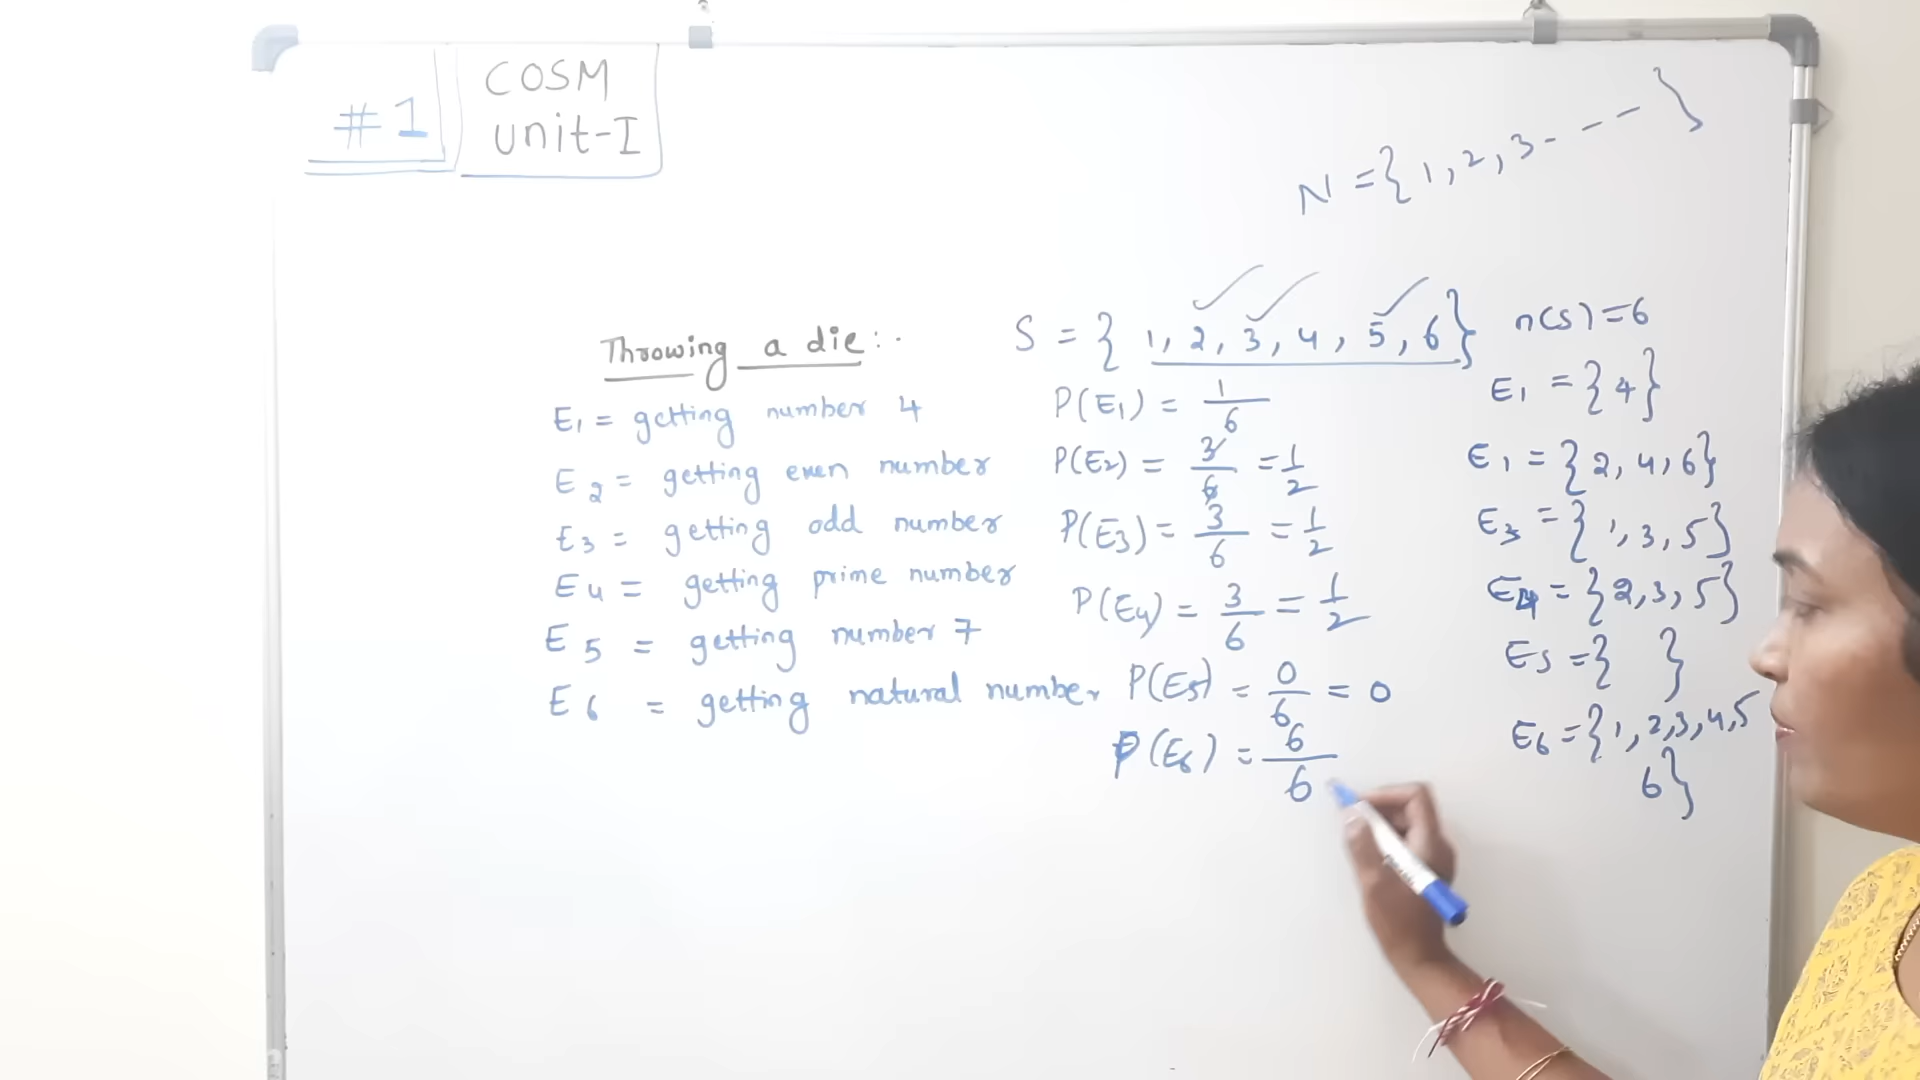 #1
COSM
unit-I
N = {1, 2, 3 - - - - }
Throwing a die :.
S = { 1, 2, 3, 4, 5, 6}
n(s) = 6
E1 = getting number 4
P(E1) = 1/6
E1 = {4}
E2 = getting even number
P(E2) = 3/6 = 1/2
E1 = {2, 4, 6}
E3 = getting odd number
P(E3) = 3/6 = 1/2
E3 = {1, 3, 5}
E4 = getting prime number
P(E4) = 3/6 = 1/2
E4 = {2, 3, 5}
E5 = getting number 7
P(E5) = 0/6 = 0
E5 = { }
E6 = getting natural number
P(E6) = 6/6
E6 = {1, 2, 3, 4, 5
6}